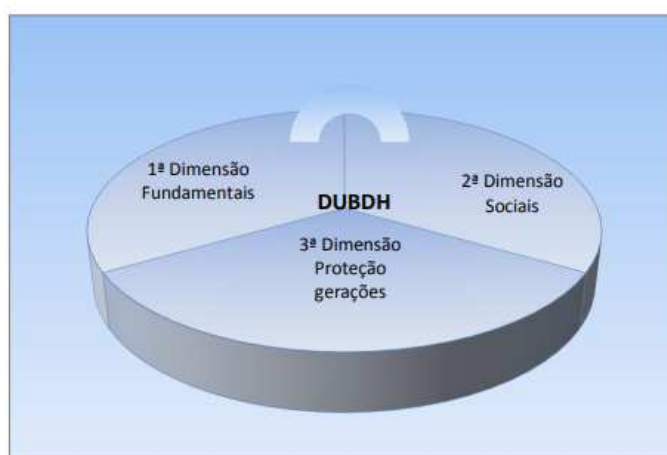 1ª Dimensão
Fundamentais
2ª Dimensão
Sociais
DUBDH
3ª Dimensão
Proteção
gerações